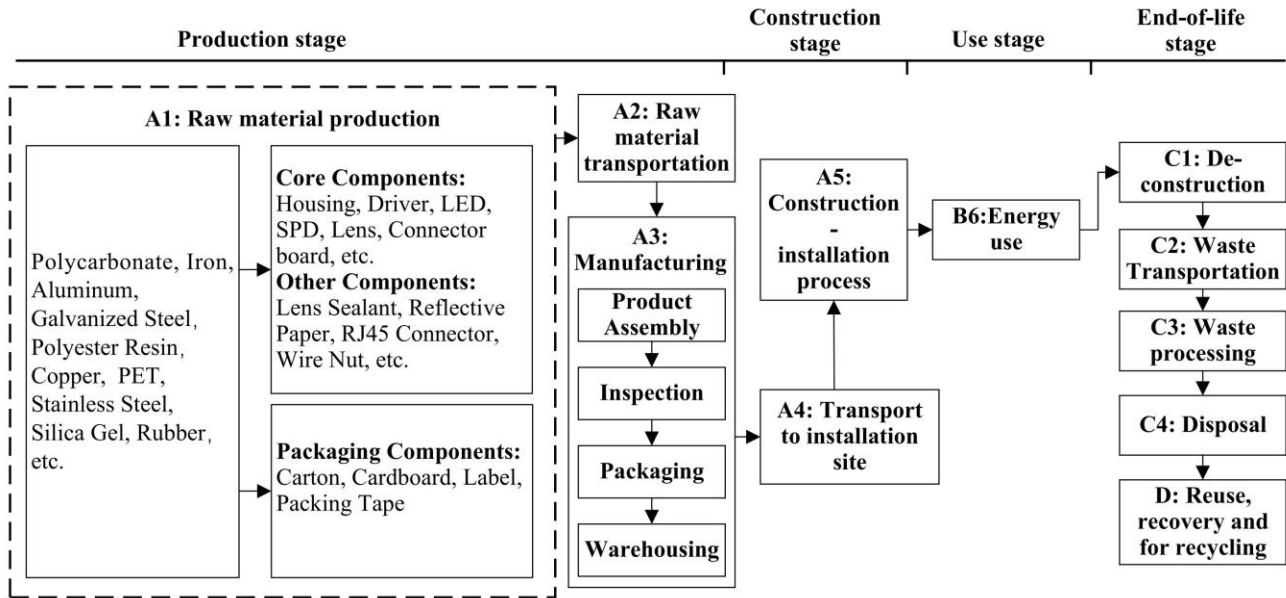 Production stage
Construction
stage
Use stage
End-of-life
stage
A1: Raw material production
Polycarbonate, Iron,
Aluminum,
Galvanized Steel,
Polyester Resin,
Copper, PET,
Stainless Steel,
Silica Gel, Rubber,
etc.
Core Components:
Housing, Driver, LED,
SPD, Lens, Connector
board, etc.
Other Components:
Lens Sealant, Reflective
Paper, RJ45 Connector,
Wire Nut, etc.
Packaging Components:
Carton, Cardboard, Label,
Packing Tape
A2: Raw
material
transportation
A3:
Manufacturing
Product
Assembly
Inspection
Packaging
Warehousing
A4: Transport
to installation
site
A5:
Construction
-
installation
process
B6:Energy
use
C1: De-
construction
C2: Waste
Transportation
C3: Waste
processing
C4: Disposal
D: Reuse,
recovery and
for recycling